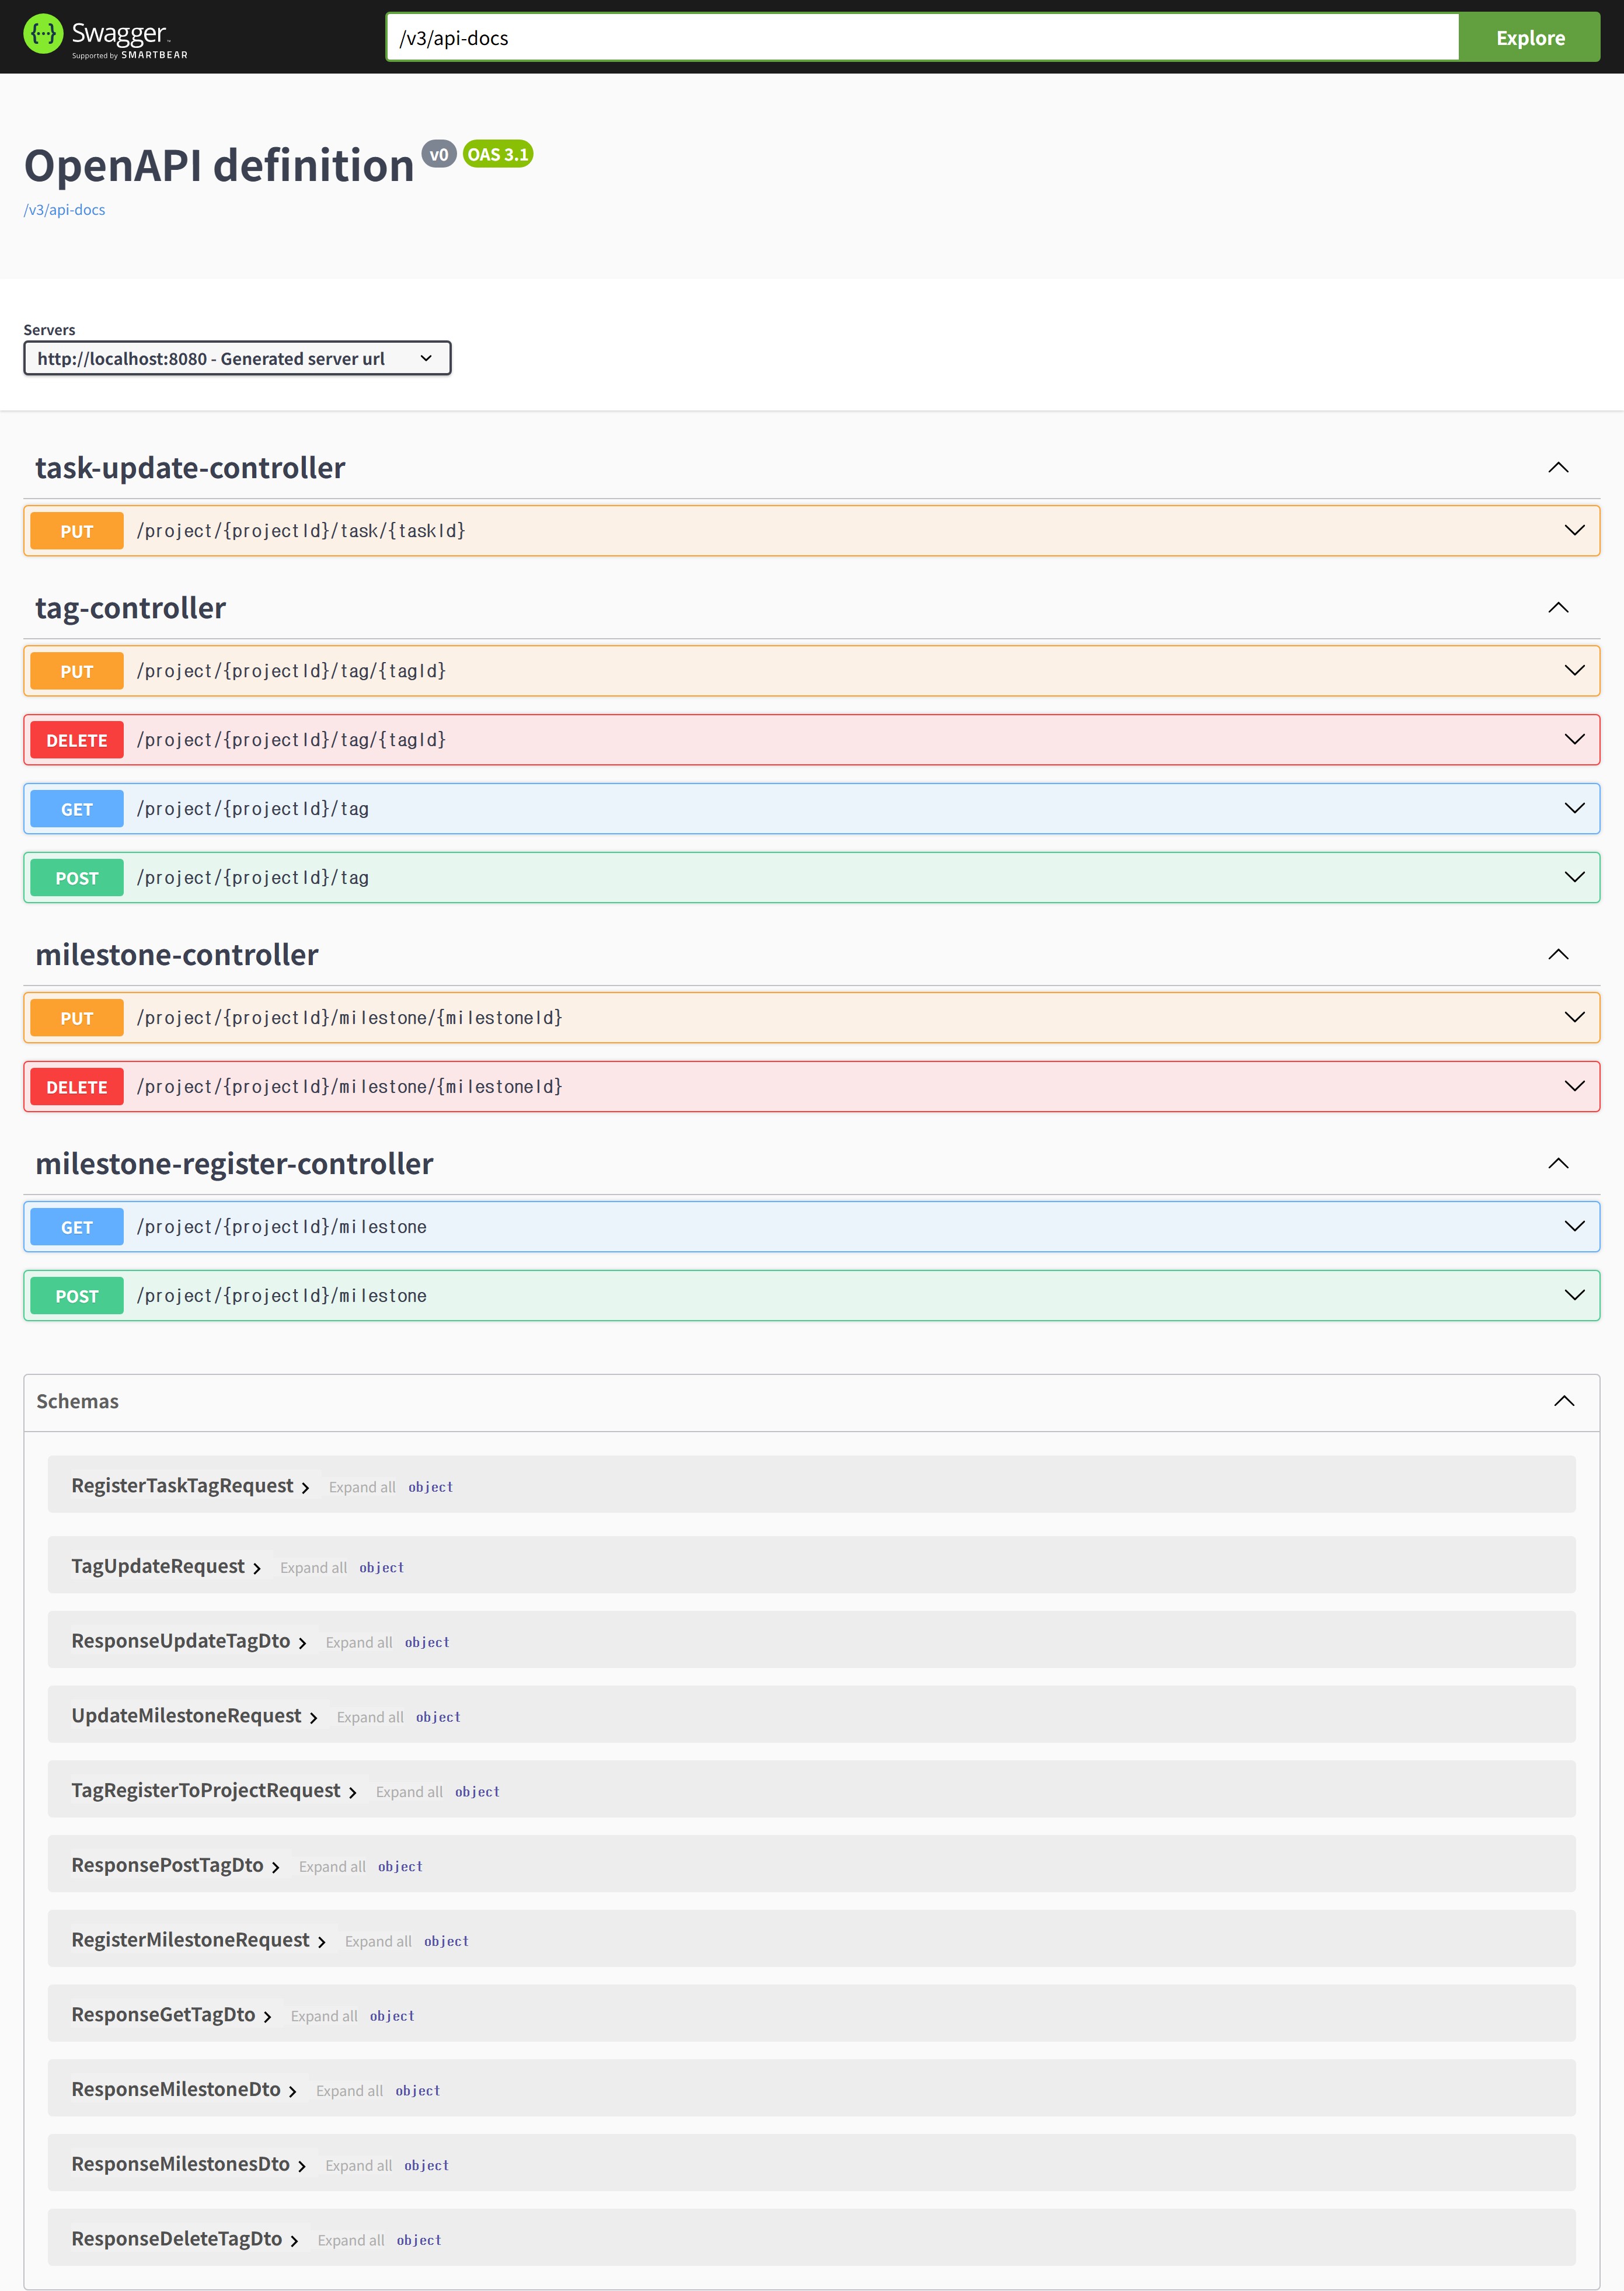 Swagger
Supported by SMARTBEAR
/v3/api-docs
Explore
OpenAPI definition v0 OAS 3.1
/v3/api-docs
Servers
http://localhost:8080 - Generated server url
task-update-controller
PUT /project/{projectId}/task/{taskId}
tag-controller
PUT /project/{projectId}/tag/{tagId}
DELETE /project/{projectId}/tag/{tagId}
GET /project/{projectId}/tag
POST /project/{projectId}/tag
milestone-controller
PUT /project/{projectId}/milestone/{milestoneId}
DELETE /project/{projectId}/milestone/{milestoneId}
milestone-register-controller
GET /project/{projectId}/milestone
POST /project/{projectId}/milestone
Schemas
RegisterTaskTagRequest Expand all object
TagUpdateRequest Expand all object
ResponseUpdateTagDto Expand all object
UpdateMilestoneRequest Expand all object
TagRegisterToProjectRequest Expand all object
ResponsePostTagDto Expand all object
RegisterMilestoneRequest Expand all object
ResponseGetTagDto Expand all object
ResponseMilestoneDto Expand all object
ResponseMilestonesDto Expand all object
ResponseDeleteTagDto Expand all object